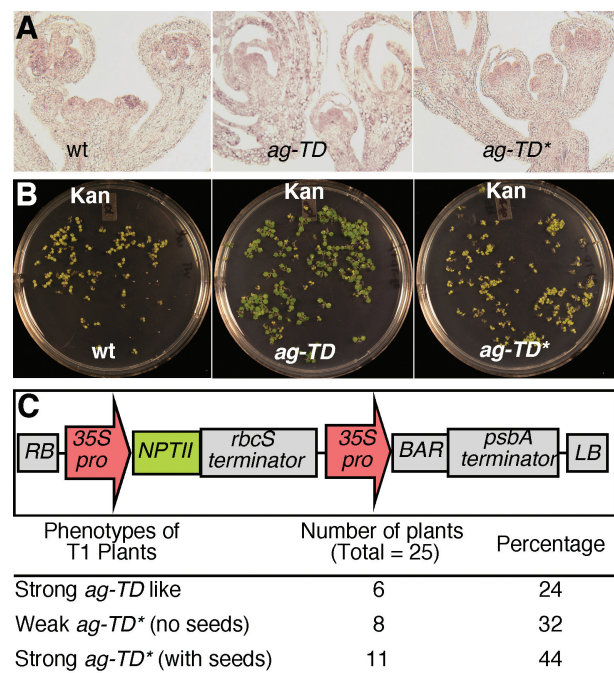 A
wt
ag-TD
ag-TD*
B
Kan
Kan
Kan
wt
ag-TD
ag-TD*
C
RB
35S pro
NPTII
rbcS terminator
35S pro
BAR
psbA terminator
LB
Phenotypes of T1 Plants
Number of plants (Total = 25)
Percentage
Strong ag-TD like 6 24
Weak ag-TD* (no seeds) 8 32
Strong ag-TD* (with seeds) 11 44